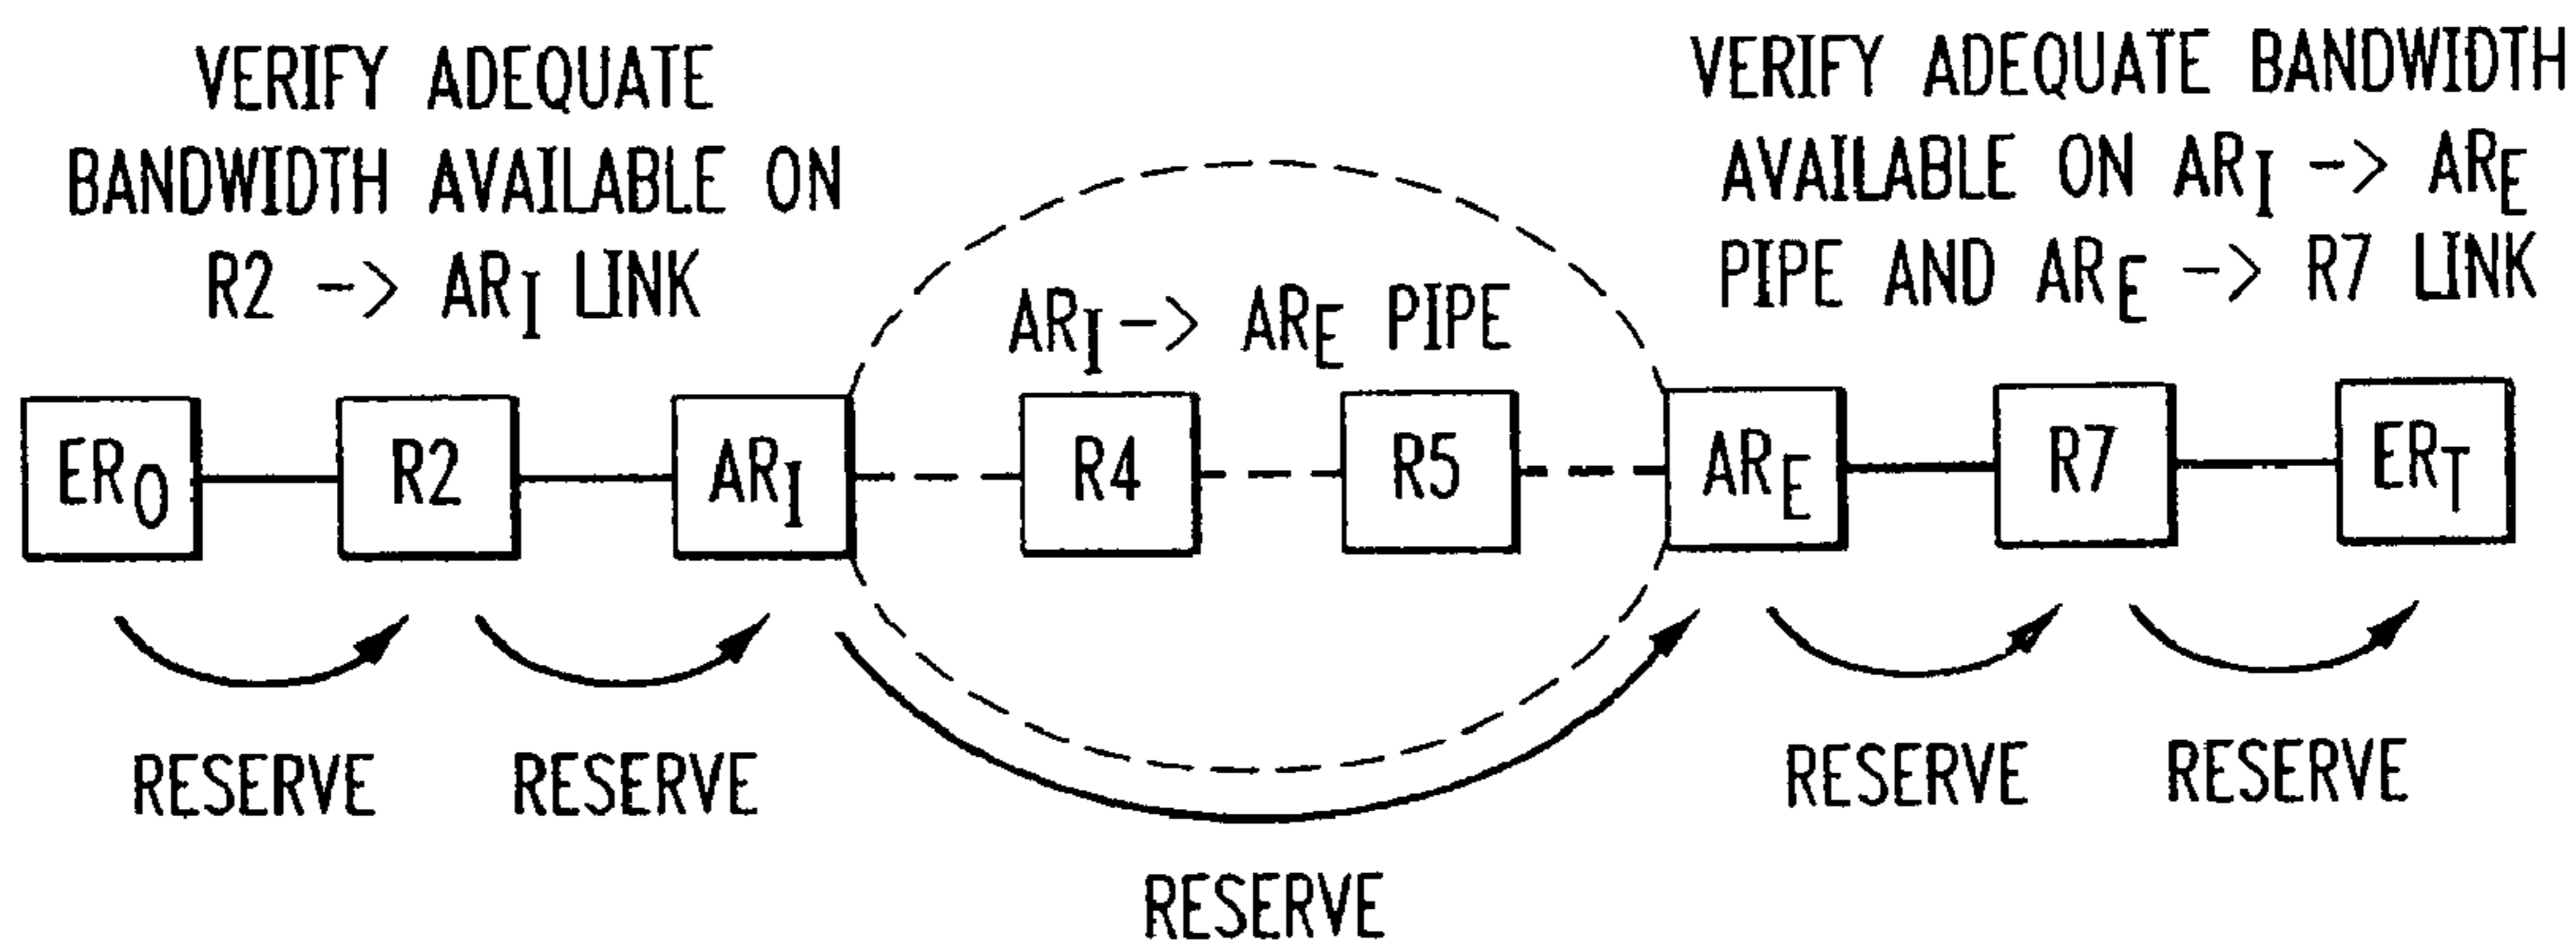 VERIFY ADEQUATE
BANDWIDTH AVAILABLE ON
R2 -> ARI LINK
VERIFY ADEQUATE BANDWIDTH
AVAILABLE ON ARI -> ARE
PIPE AND ARE -> R7 LINK
ARI -> ARE PIPE
ERO
R2
ARI
R4
R5
ARE
R7
ERT
RESERVE
RESERVE
RESERVE
RESERVE
RESERVE